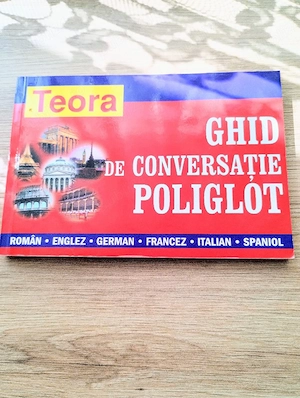 Teora
GHID
DE CONVERSAȚIE
POLIGLOT
ROMÂN • ENGLEZ • GERMAN • FRANCEZ • ITALIAN • SPANIOL